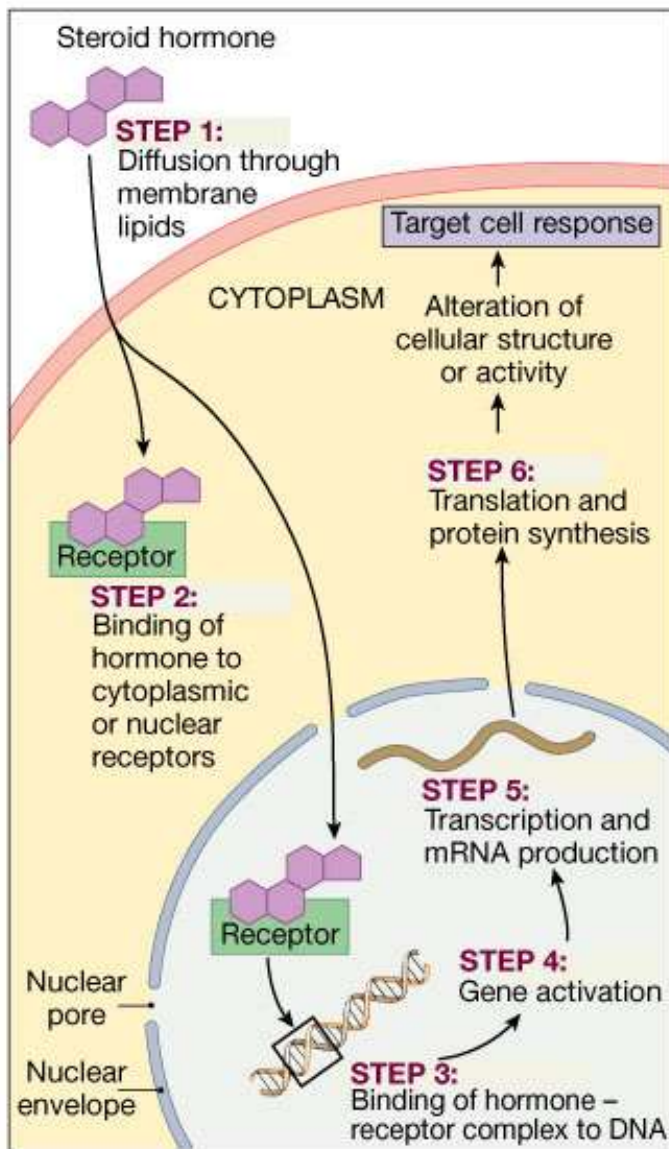 Steroid hormone
STEP 1:
Diffusion through
membrane
lipids
Target cell response
CYTOPLASM
Alteration of
cellular structure
or activity
STEP 6:
Translation and
protein synthesis
Receptor
STEP 2:
Binding of
hormone to
cytoplasmic
or nuclear
receptors
STEP 5:
Transcription and
mRNA production
Receptor
STEP 4:
Gene activation
Nuclear
pore
Nuclear
envelope
STEP 3:
Binding of hormone –
receptor complex to DNA